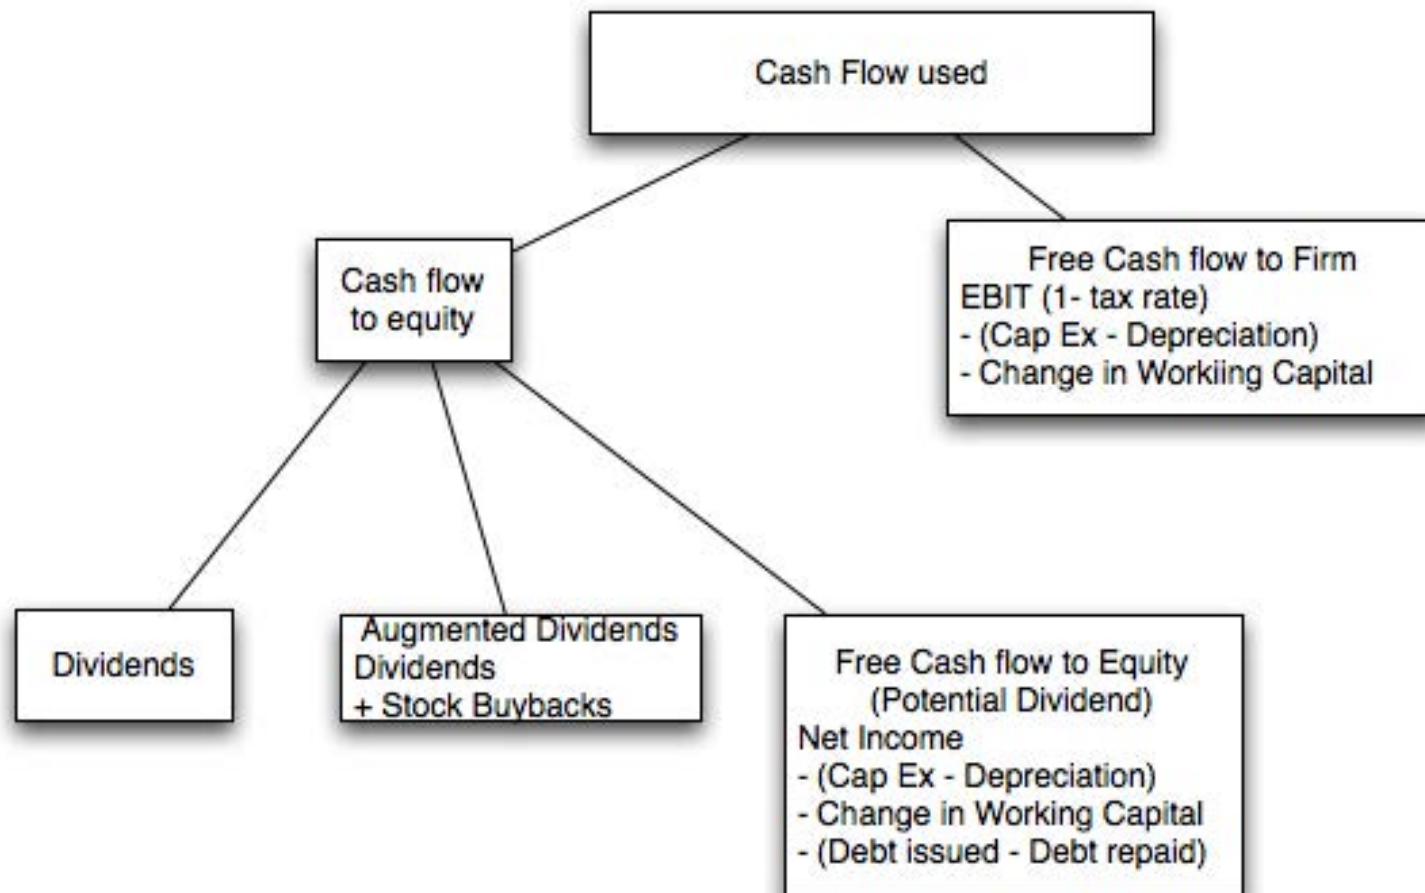 Cash Flow used
Cash flow
to equity
Free Cash flow to Firm
EBIT (1- tax rate)
- (Cap Ex - Depreciation)
- Change in Workiing Capital
Dividends
Augmented Dividends
Dividends
+ Stock Buybacks
Free Cash flow to Equity
(Potential Dividend)
Net Income
- (Cap Ex - Depreciation)
- Change in Working Capital
- (Debt issued - Debt repaid)